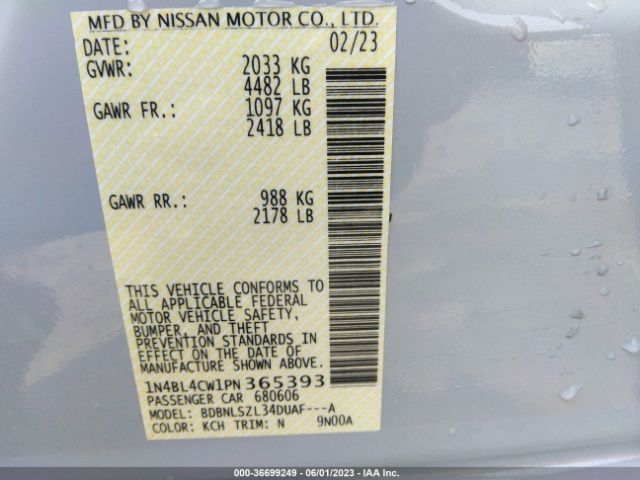 MFD BY NISSAN MOTOR CO., LTD.
DATE: 02/23
GVWR: 2033 KG
4482 LB
GAWR FR.: 1097 KG
2418 LB
GAWR RR.: 988 KG
2178 LB
THIS VEHICLE CONFORMS TO
ALL APPLICABLE FEDERAL
MOTOR VEHICLE SAFETY,
BUMPER, AND THEFT
PREVENTION STANDARDS IN
EFFECT ON THE DATE OF
MANUFACTURE SHOWN ABOVE.
1N4BL4CW1PN365393
PASSENGER CAR 680606
MODEL: BDBNLSZL34DUAF---A
COLOR: KCH TRIM: N 9N00A
000-36699249 | 06/01/2023 | IAA Inc.